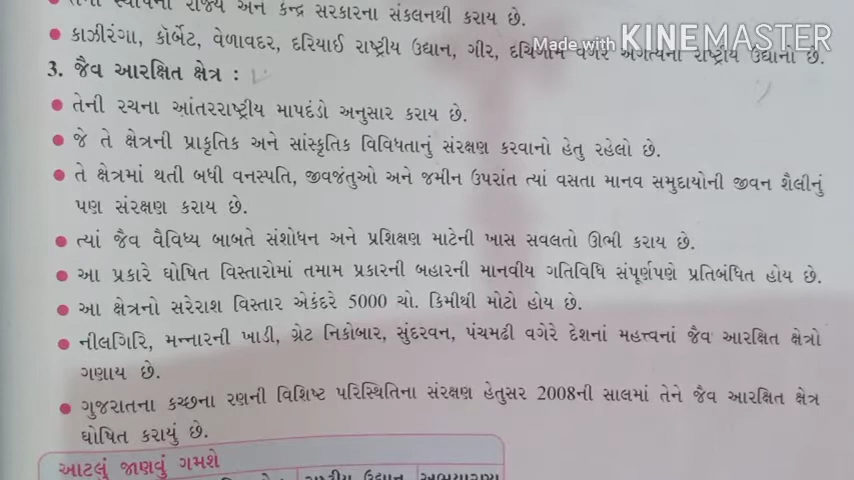 રાજ્ય અને કેન્દ્ર સરકારના સંકલનથી કરાય છે.
● કાઝીરંગા, કૉર્બેટ, વેળાવદર, દરિયાઈ રાષ્ટ્રીય ઉદ્યાન, ગીર, દચિગામ વગેરે અગત્યના રાષ્ટ્રીય ઉદ્યાનો છે.
Made with KINEMASTER
3. જૈવ આરક્ષિત ક્ષેત્ર :
● તેની રચના આંતરરાષ્ટ્રીય માપદંડો અનુસાર કરાય છે.
● જે તે ક્ષેત્રની પ્રાકૃતિક અને સાંસ્કૃતિક વિવિધતાનું સંરક્ષણ કરવાનો હેતુ રહેલો છે.
● તે ક્ષેત્રમાં થતી બધી વનસ્પતિ, જીવજંતુઓ અને જમીન ઉપરાંત ત્યાં વસતા માનવ સમુદાયોની જીવન શૈલીનું
પણ સંરક્ષણ કરાય છે.
● ત્યાં જૈવ વૈવિધ્ય બાબતે સંશોધન અને પ્રશિક્ષણ માટેની ખાસ સવલતો ઊભી કરાય છે.
● આ પ્રકારે ઘોષિત વિસ્તારોમાં તમામ પ્રકારની બહારની માનવીય ગતિવિધિ સંપૂર્ણપણે પ્રતિબંધિત હોય છે.
● આ ક્ષેત્રનો સરેરાશ વિસ્તાર એકંદરે 5000 ચો. કિમીથી મોટો હોય છે.
● નીલગિરિ, મન્નારની ખાડી, ગ્રેટ નિકોબાર, સુંદરવન, પંચમઢી વગેરે દેશનાં મહત્ત્વનાં જૈવ આરક્ષિત ક્ષેત્રો
ગણાય છે.
● ગુજરાતના કચ્છના રણની વિશિષ્ટ પરિસ્થિતિના સંરક્ષણ હેતુસર 2008ની સાલમાં તેને જૈવ આરક્ષિત ક્ષેત્ર
ઘોષિત કરાયું છે.
આટલું જાણવું ગમશે
રાષ્ટ્રીય ઉદ્યાન અભયારણ્ય